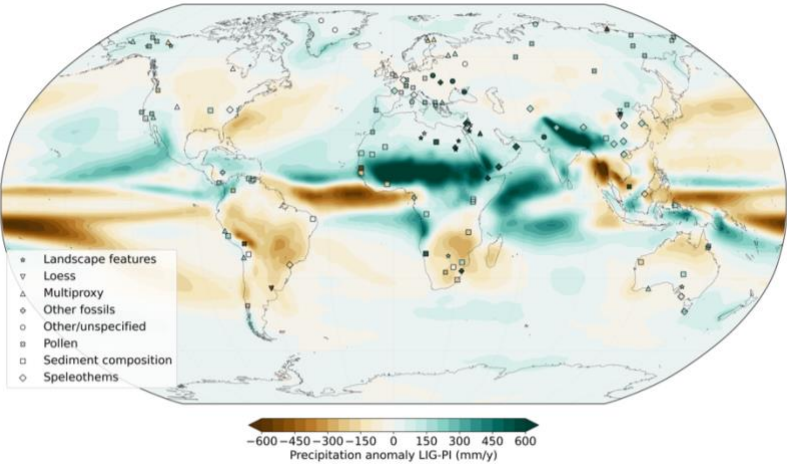 Landscape features
Loess
Multiproxy
Other fossils
Other/unspecified
Pollen
Sediment composition
Speleothems
−600 −450 −300 −150 0 150 300 450 600
Precipitation anomaly LIG-PI (mm/y)